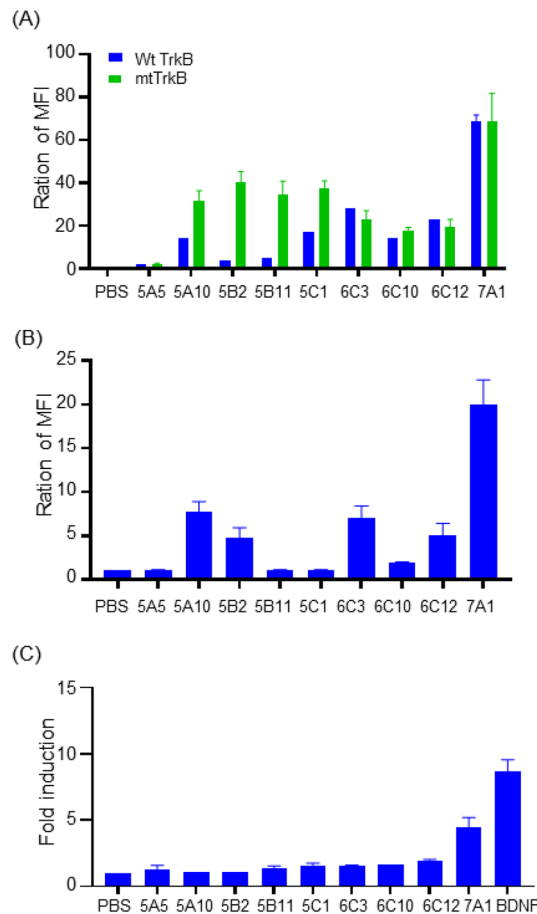 (A)
100
80
60
40
20
0
Ration of MFI
Wt TrkB
mtTrkB
PBS 5A5 5A10 5B2 5B11 5C1 6C3 6C10 6C12 7A1
(B)
25
20
15
10
5
0
Ration of MFI
PBS 5A5 5A10 5B2 5B11 5C1 6C3 6C10 6C12 7A1
(C)
15
10
5
0
Fold induction
PBS 5A5 5A10 5B2 5B11 5C1 6C3 6C10 6C12 7A1 BDNF